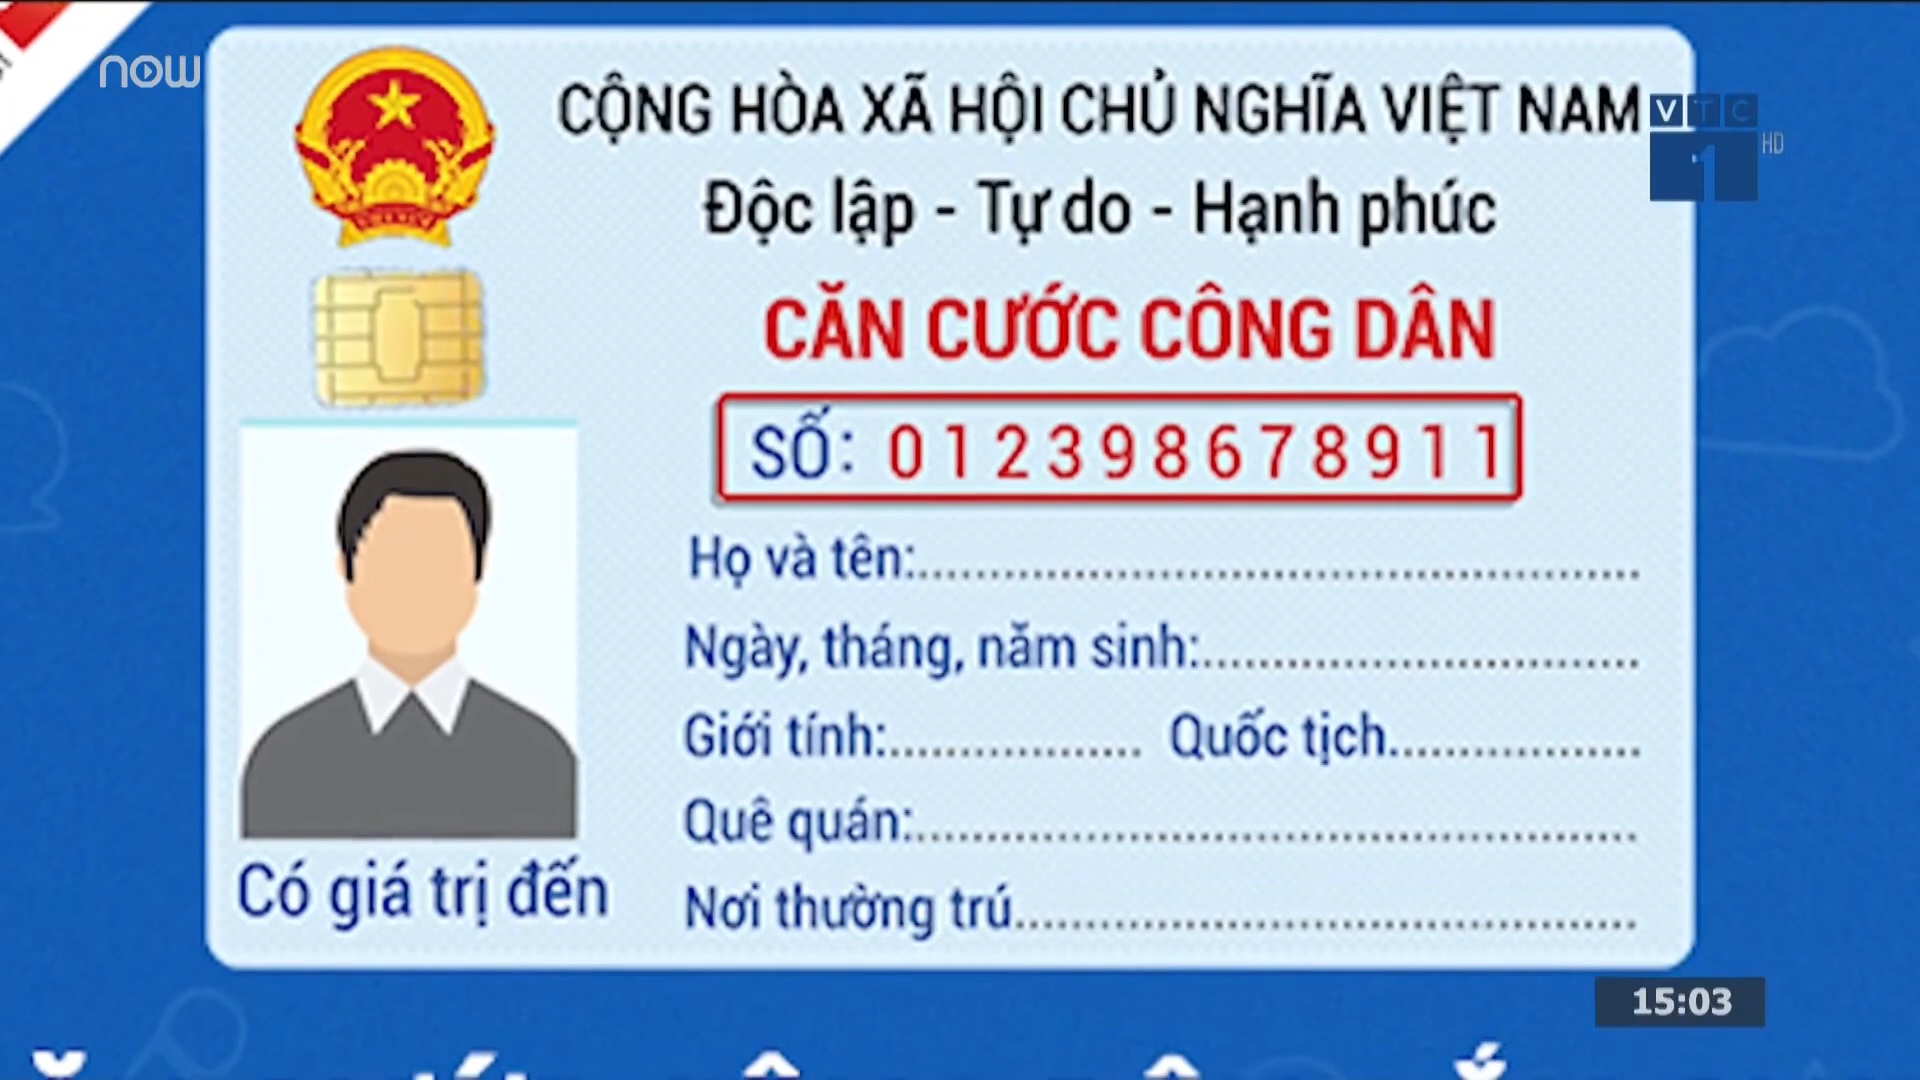 now
CỘNG HÒA XÃ HỘI CHỦ NGHĨA VIỆT NAM
VTC
1
HD
Độc lập - Tự do - Hạnh phúc
CĂN CƯỚC CÔNG DÂN
SỐ: 012398678911
Họ và tên:
Ngày, tháng, năm sinh:
Giới tính: Quốc tịch
Quê quán:
Có giá trị đến
Nơi thường trú
15:03